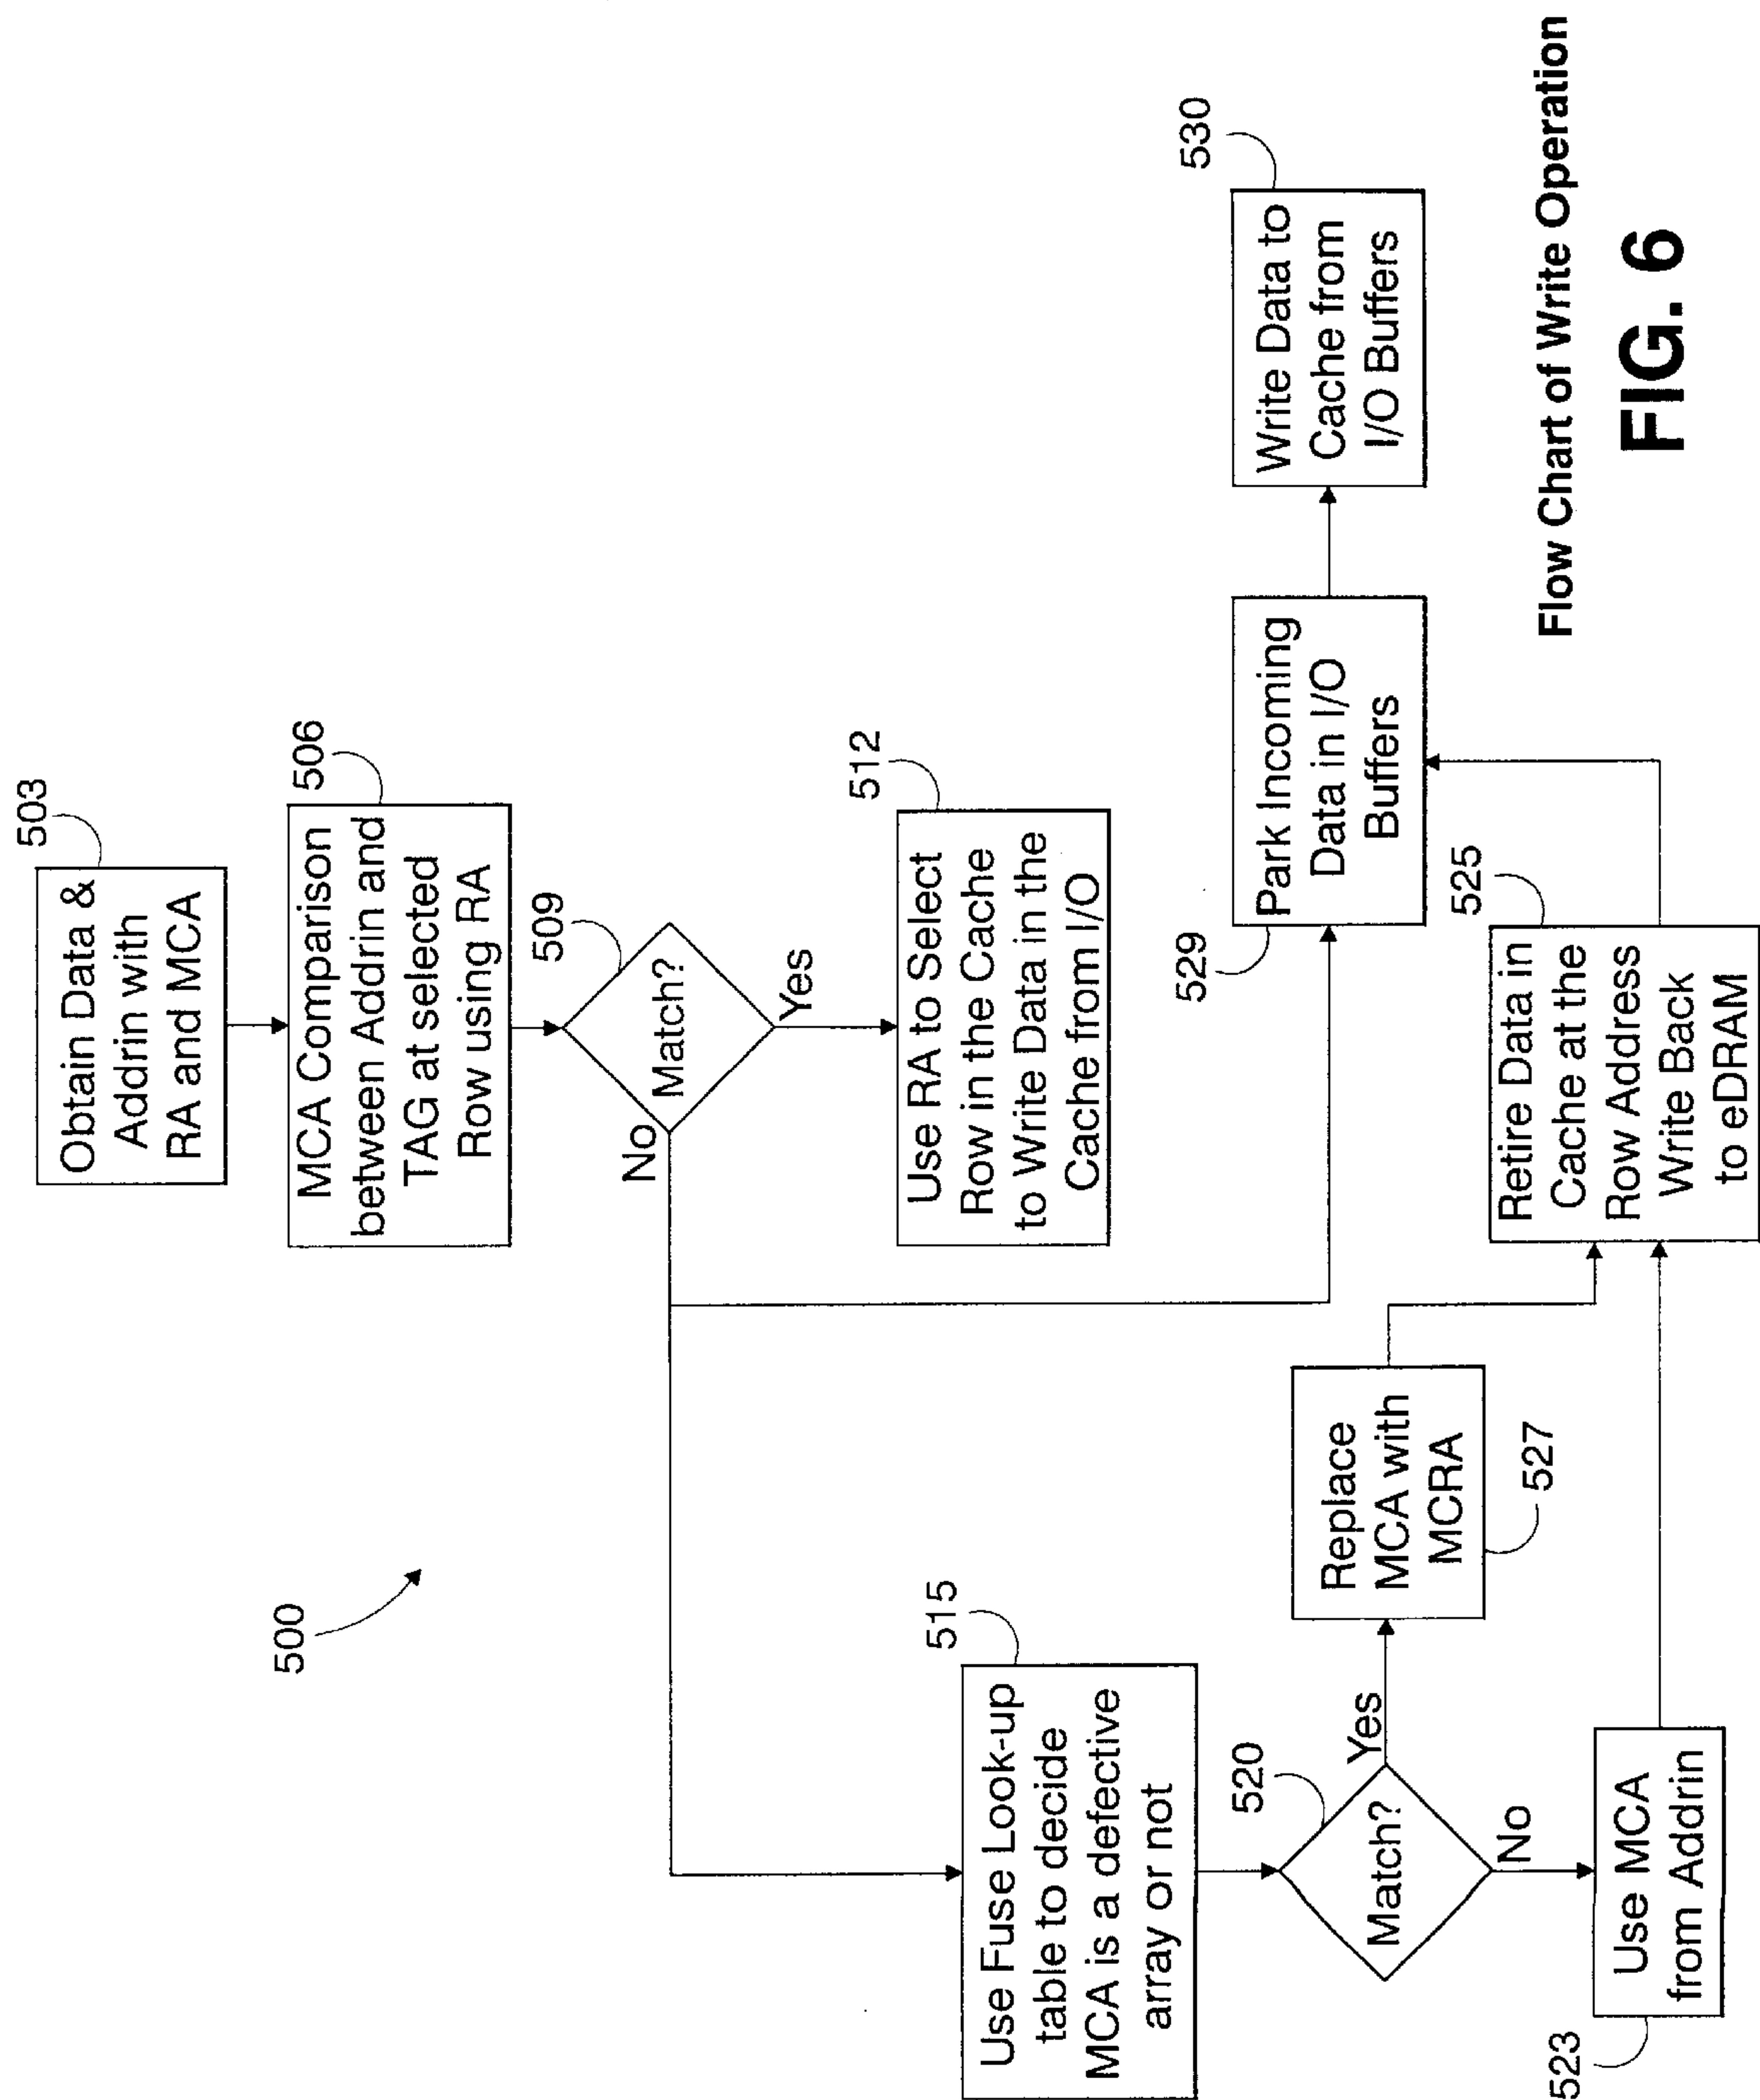 500
503
Obtain Data &
Addrin with
RA and MCA
506
MCA Comparison
between Addrin and
TAG at selected
Row using RA
509
Match?
No
Yes
512
Use RA to Select
Row in the Cache
to Write Data in the
Cache from I/O
515
Use Fuse Look-up
table to decide
MCA is a defective
array or not
520
Match?
Yes
No
527
Replace
MCA with
MCRA
523
Use MCA
from Addrin
525
Retire Data in
Cache at the
Row Address
Write Back
to eDRAM
529
Park Incoming
Data in I/O
Buffers
530
Write Data to
Cache from
I/O Buffers
Flow Chart of Write Operation
FIG. 6